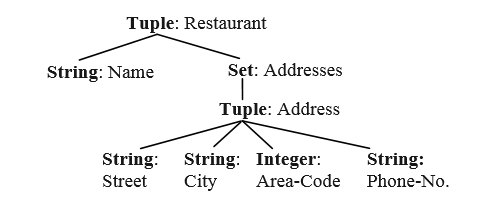 Tuple: Restaurant
String: Name
Set: Addresses
Tuple: Address
String: String: Integer: String:
Street City Area-Code Phone-No.